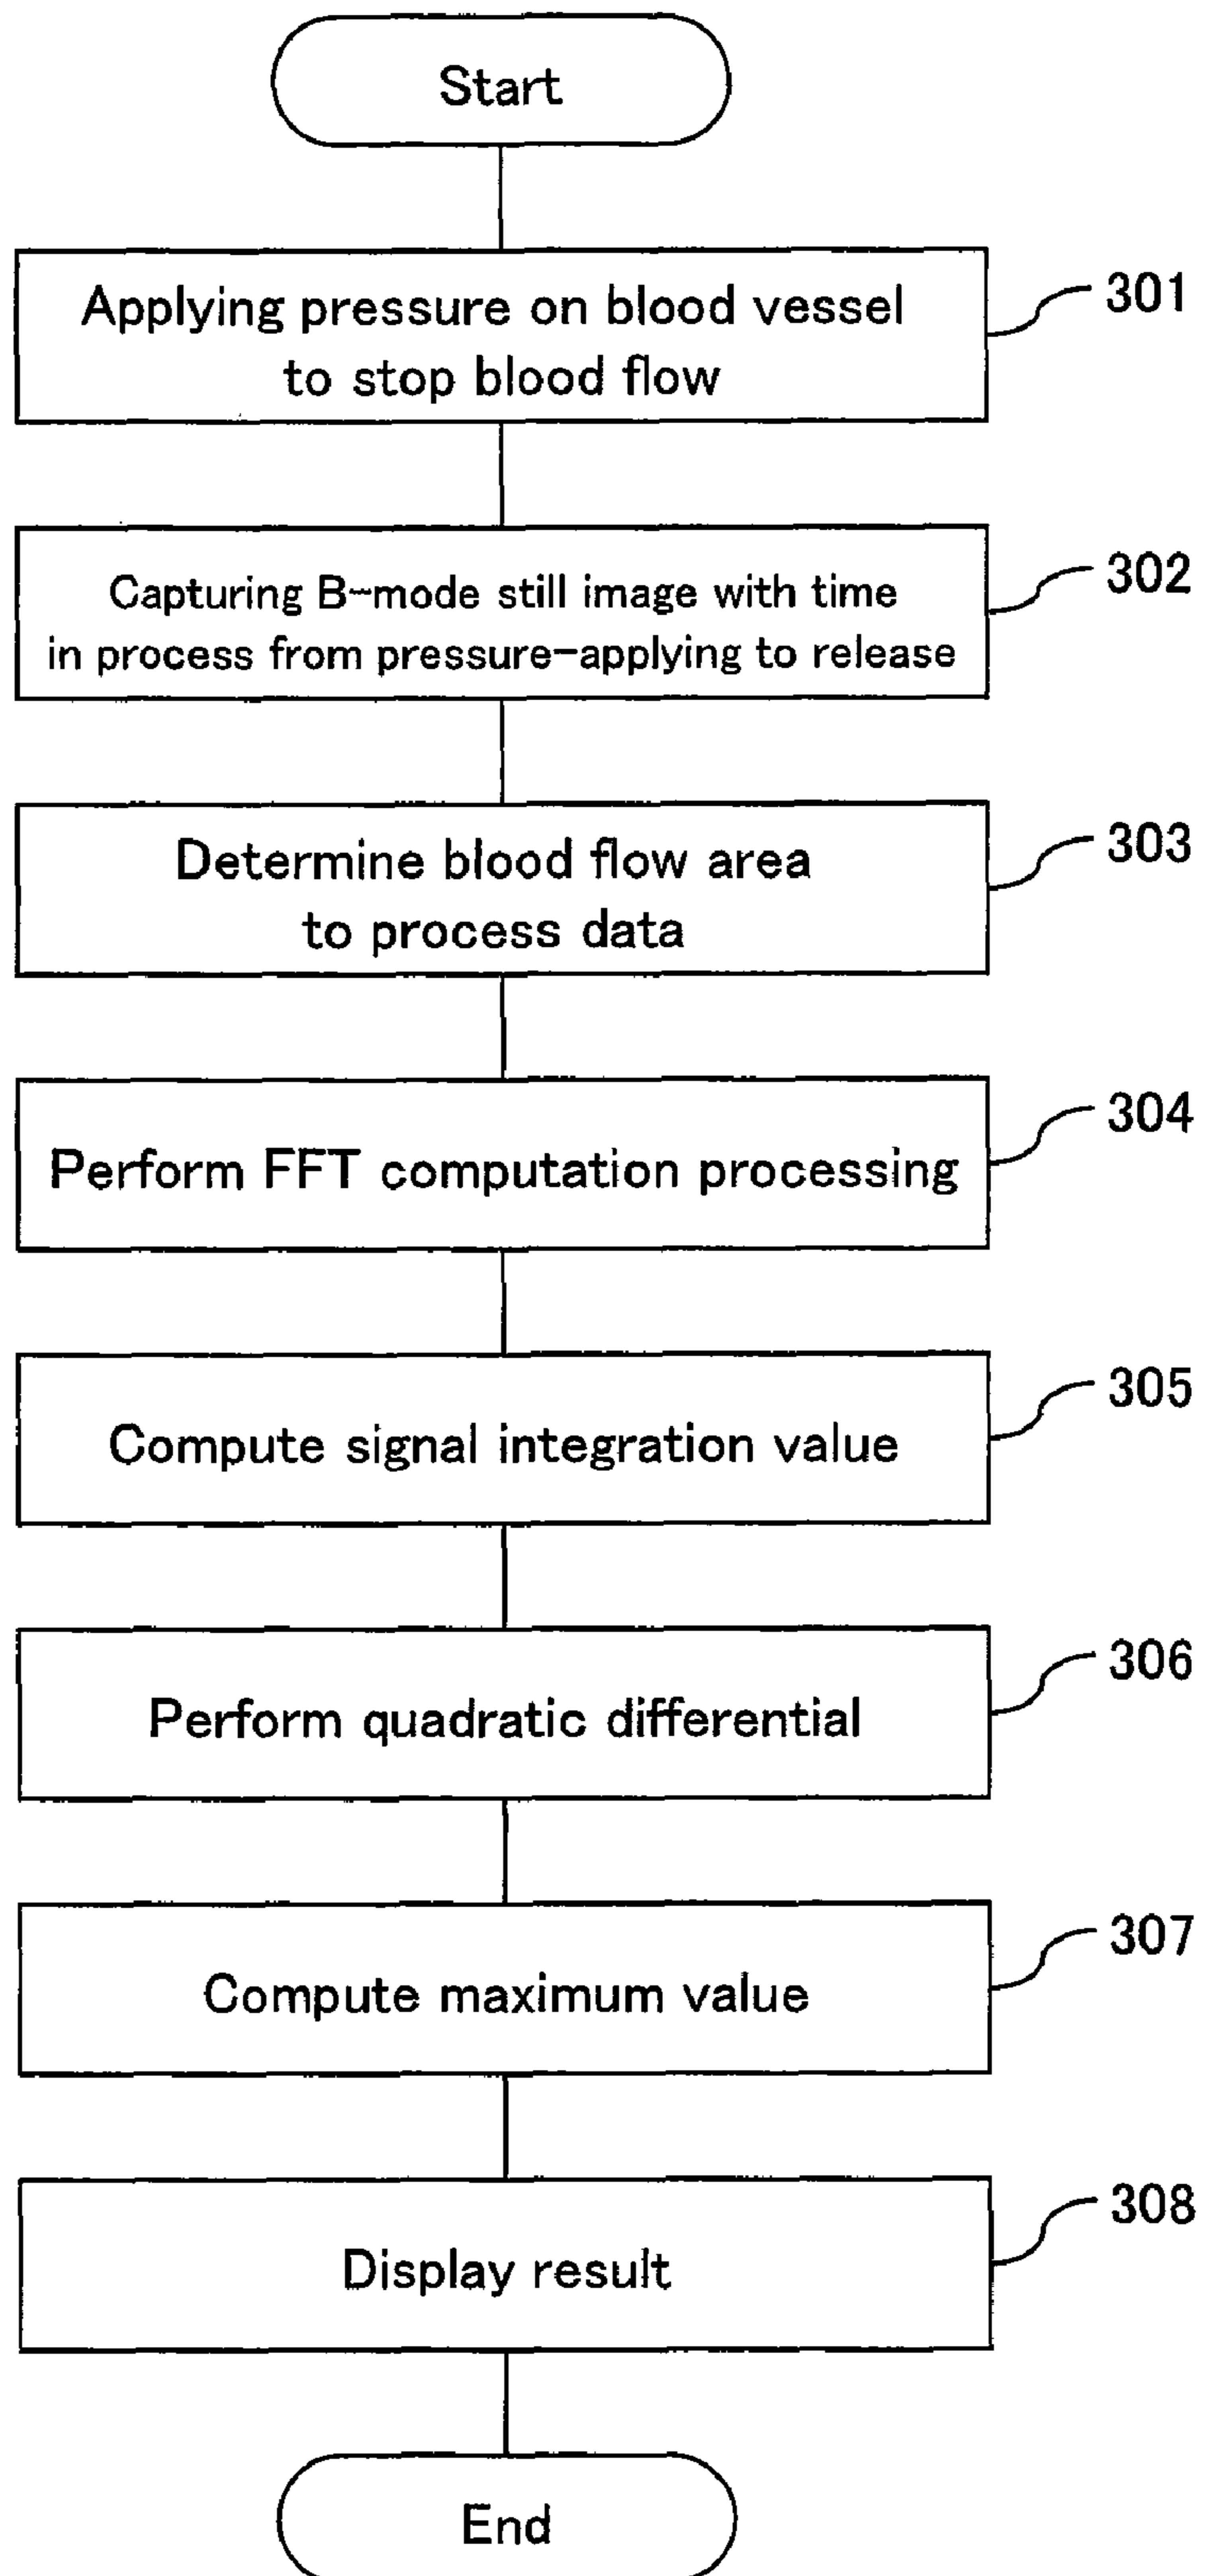 Start
Applying pressure on blood vessel
to stop blood flow
301
Capturing B-mode still image with time
in process from pressure-applying to release
302
Determine blood flow area
to process data
303
Perform FFT computation processing
304
Compute signal integration value
305
Perform quadratic differential
306
Compute maximum value
307
Display result
308
End